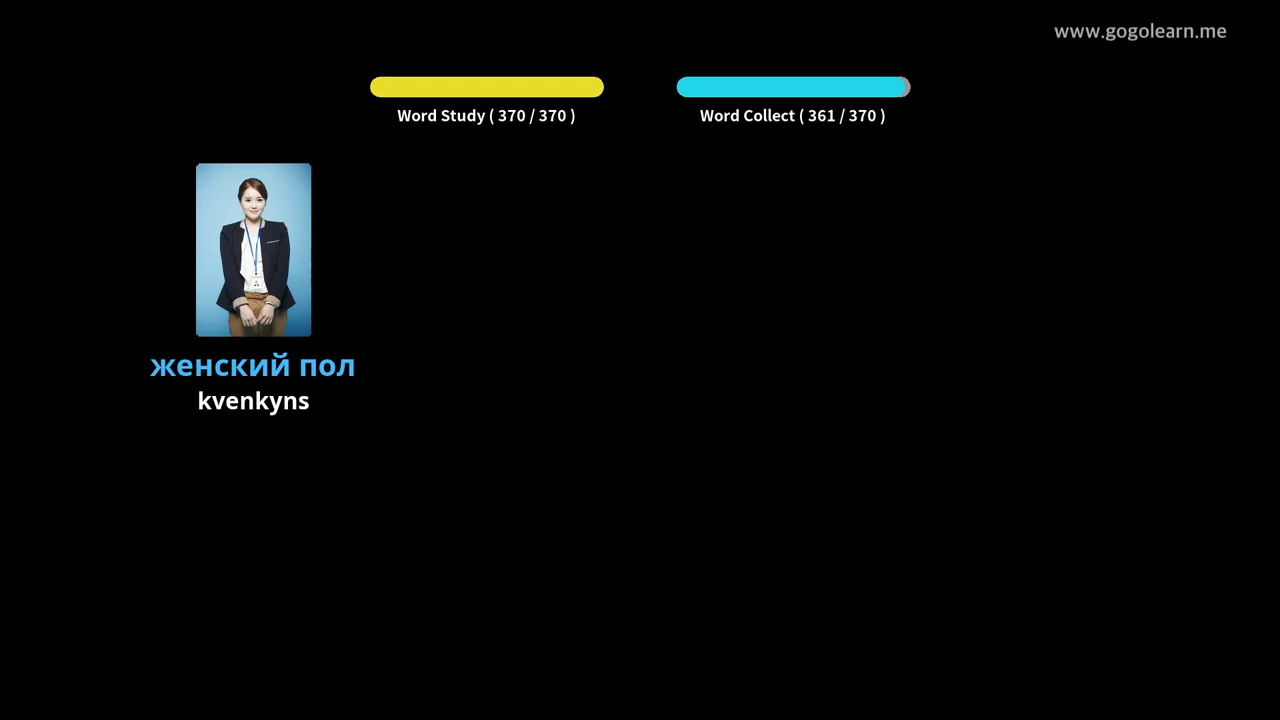 www.gogolearn.me
Word Study ( 370 / 370 )
Word Collect ( 361 / 370 )
женский пол
kvenkyns